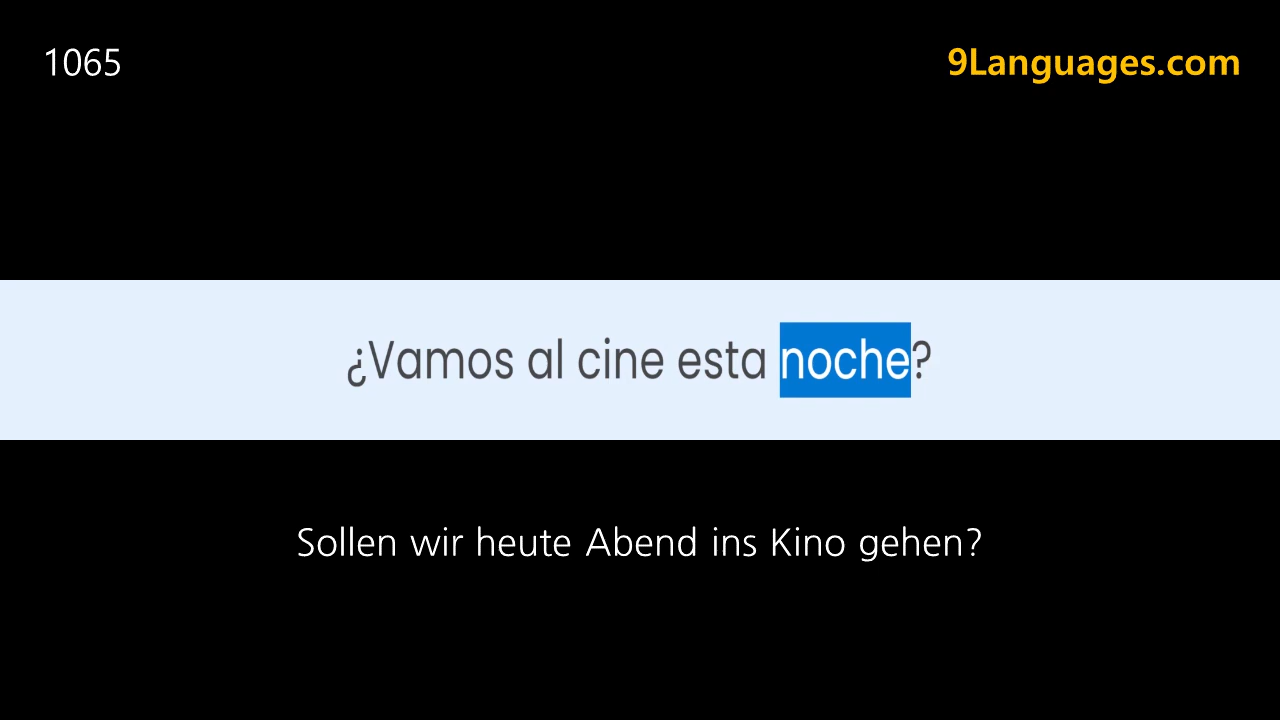 1065
9Languages.com
¿Vamos al cine esta noche?
Sollen wir heute Abend ins Kino gehen?